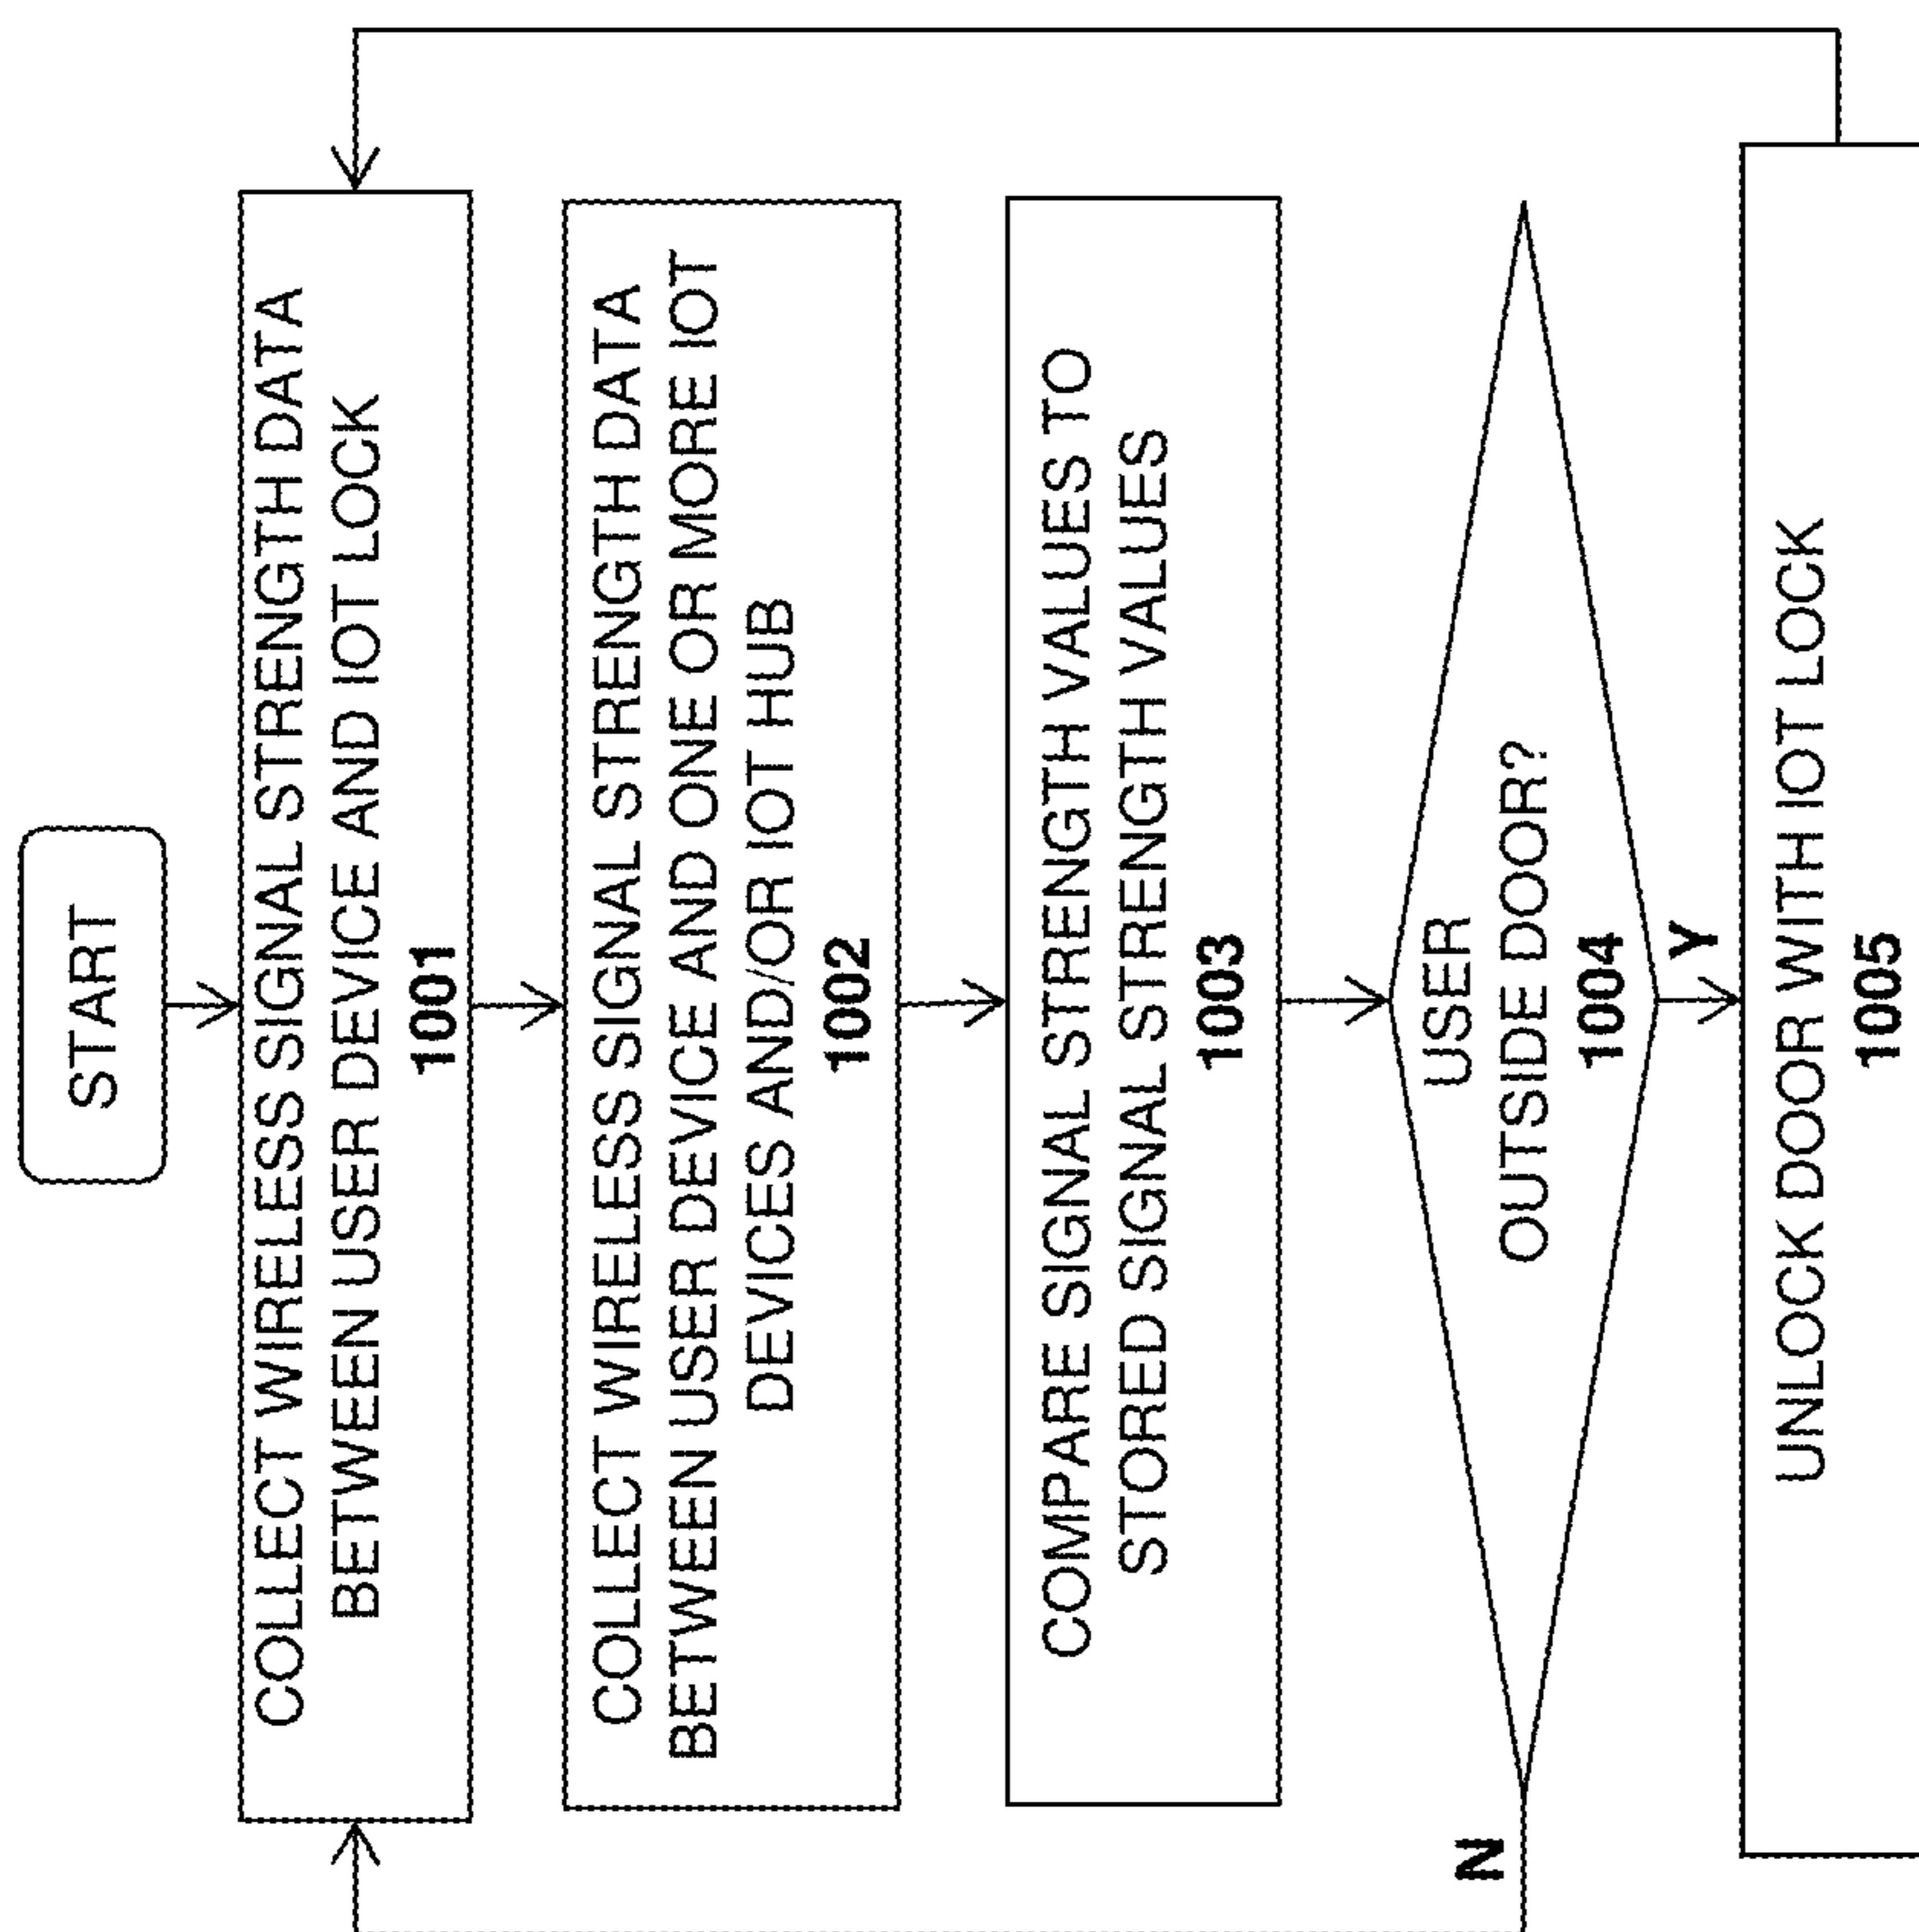 START
COLLECT WIRELESS SIGNAL STRENGTH DATA
BETWEEN USER DEVICE AND IOT LOCK
1001
COLLECT WIRELESS SIGNAL STRENGTH DATA
BETWEEN USER DEVICE AND ONE OR MORE IOT
DEVICES AND/OR IOT HUB
1002
COMPARE SIGNAL STRENGTH VALUES TO
STORED SIGNAL STRENGTH VALUES
1003
USER
OUTSIDE DOOR?
1004
N
Y
UNLOCK DOOR WITH IOT LOCK
1005